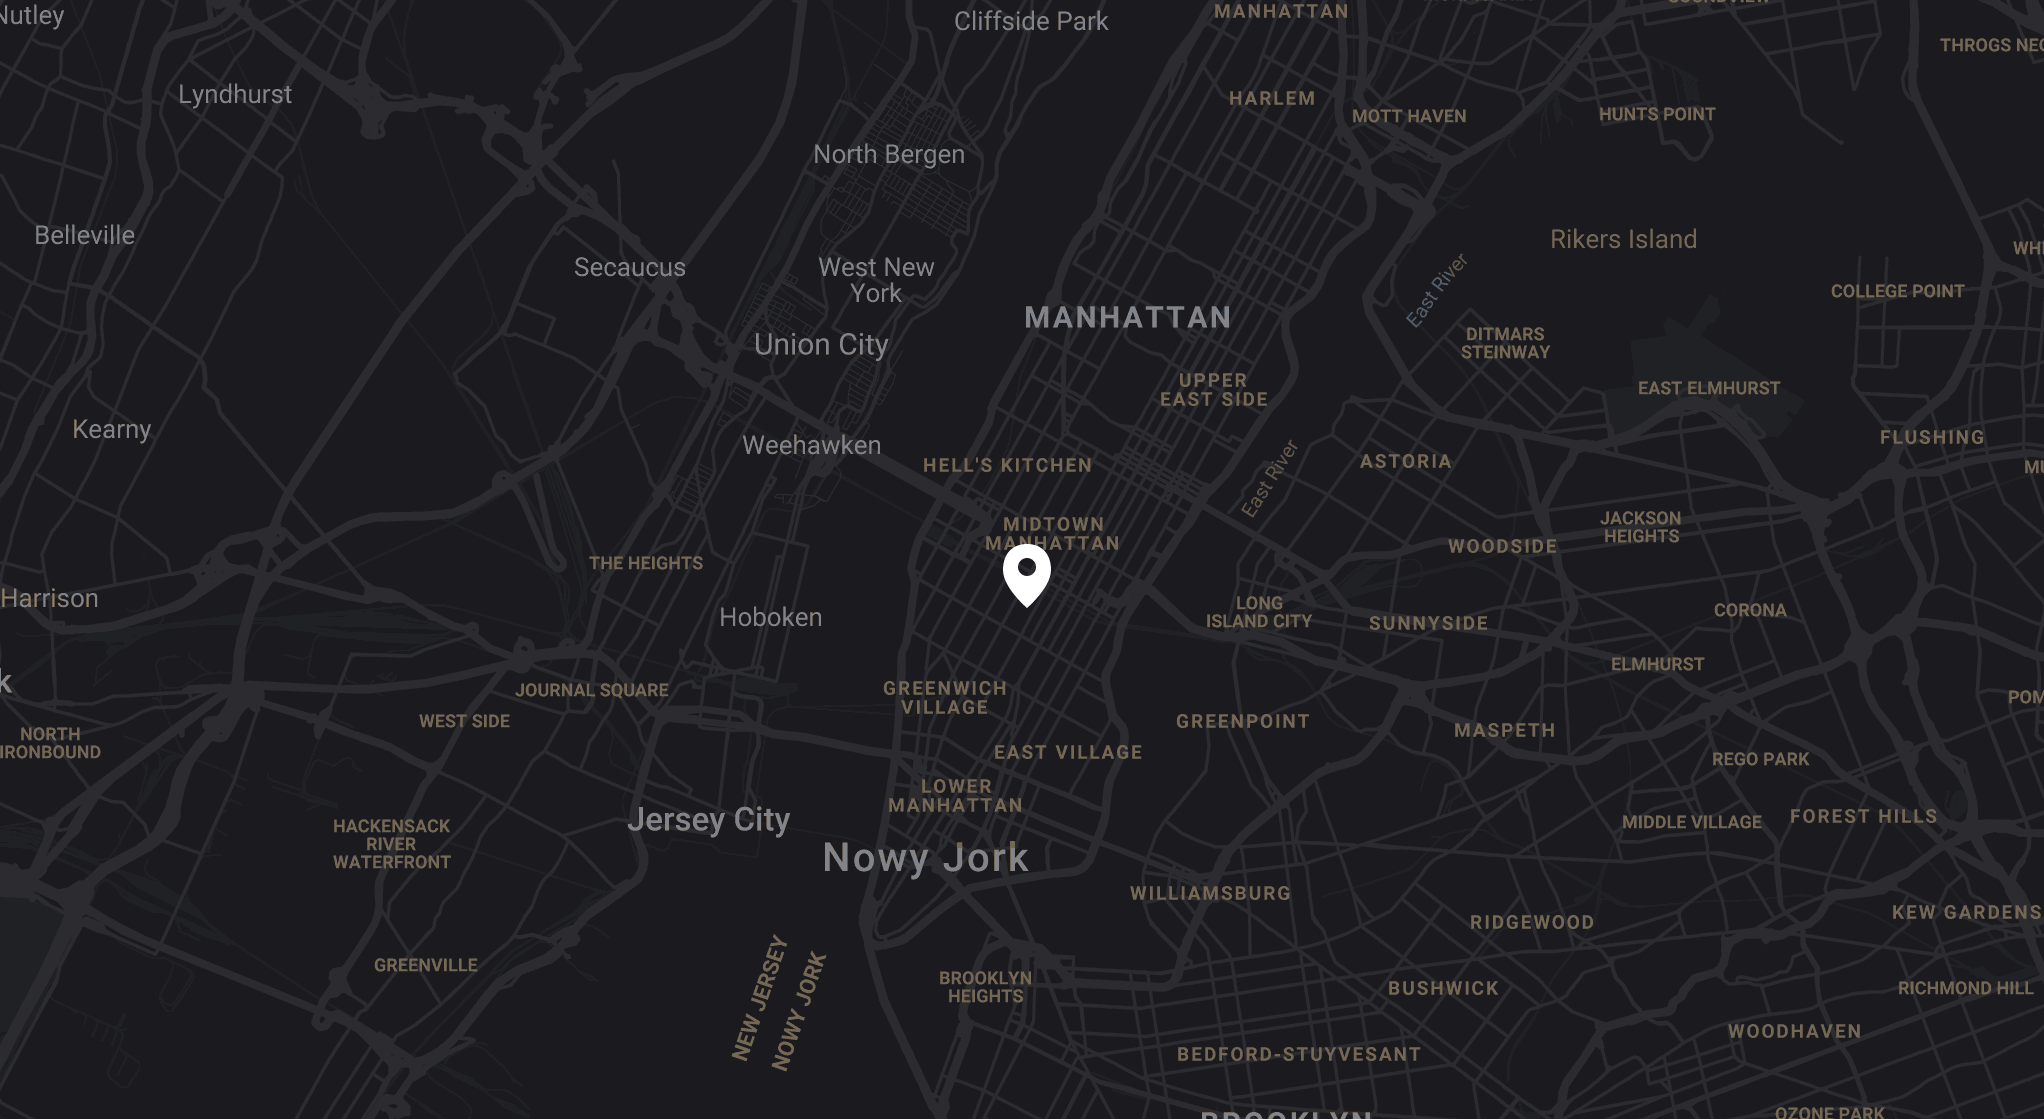 Nutley
Cliffside Park
MANHATTAN
THROGS NEC
Lyndhurst
HARLEM
MOTT HAVEN
HUNTS POINT
North Bergen
Belleville
Secaucus
West New
York
Rikers Island
WH
East River
COLLEGE POINT
MANHATTAN
Union City
DITMARS
STEINWAY
UPPER
EAST SIDE
EAST ELMHURST
Kearny
Weehawken
HELL'S KITCHEN
East River
ASTORIA
FLUSHING
MU
MIDTOWN
MANHATTAN
WOODSIDE
JACKSON
HEIGHTS
THE HEIGHTS
Harrison
Hoboken
LONG
ISLAND CITY
SUNNYSIDE
CORONA
ELMHURST
k
JOURNAL SQUARE
WEST SIDE
GREENWICH
VILLAGE
GREENPOINT
MASPETH
POM
NORTH
IRONBOUND
EAST VILLAGE
REGO PARK
LOWER
MANHATTAN
Jersey City
HACKENSACK
RIVER
WATERFRONT
MIDDLE VILLAGE
FOREST HILLS
Nowy Jork
WILLIAMSBURG
RIDGEWOOD
KEW GARDENS
GREENVILLE
NEW JERSEY
NOWY JORK
BROOKLYN
HEIGHTS
BUSHWICK
RICHMOND HILL
WOODHAVEN
BEDFORD-STUYVESANT
BROOKLYN
OZONE PARK